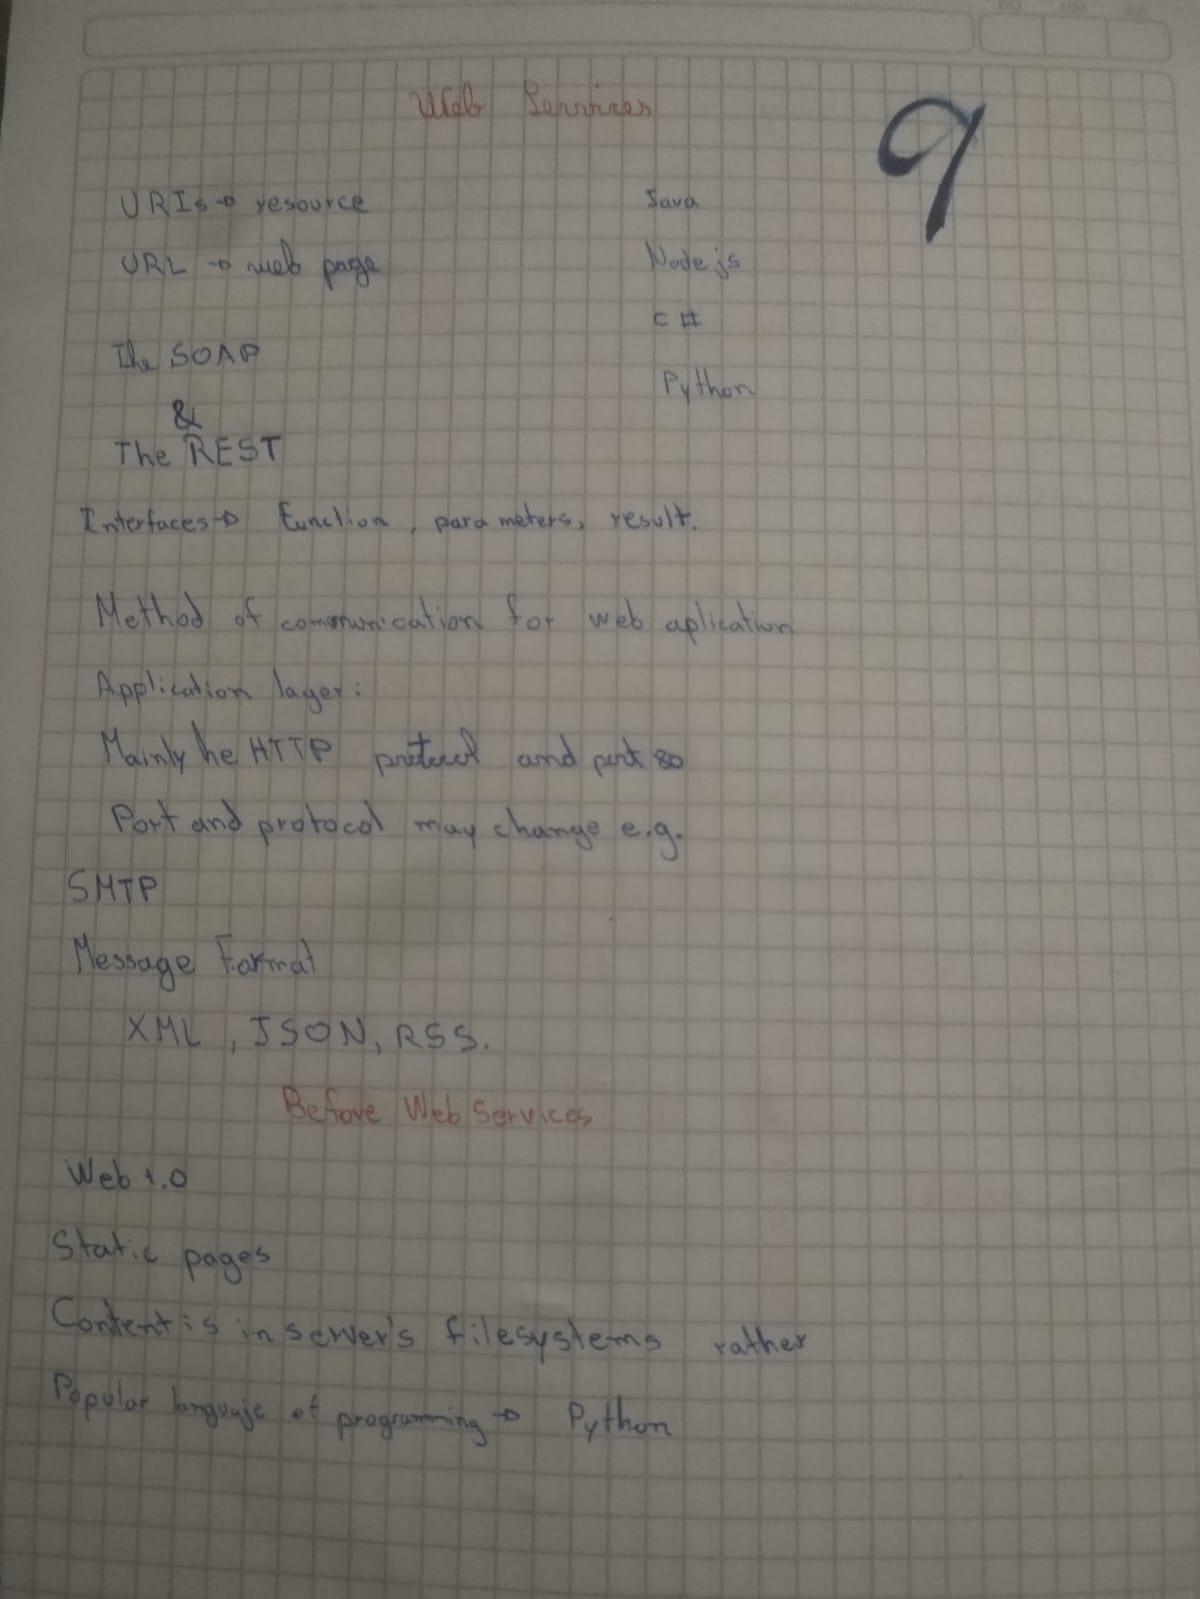 Web Services
9
URIs → resource
Java
URL → web page
Node js
C#
The SOAP
Python
&
The REST
Interfaces → Function, parameters, result.
Method of communication for web aplication
Application layer:
Mainly he HTTP protocol and port 80
Port and protocol may change e.g.
SMTP
Message Format
XML, JSON, RSS.
Before Web Services
Web 1.0
Static pages
Content is in server's filesystems rather
Popular languaje of programming → Python